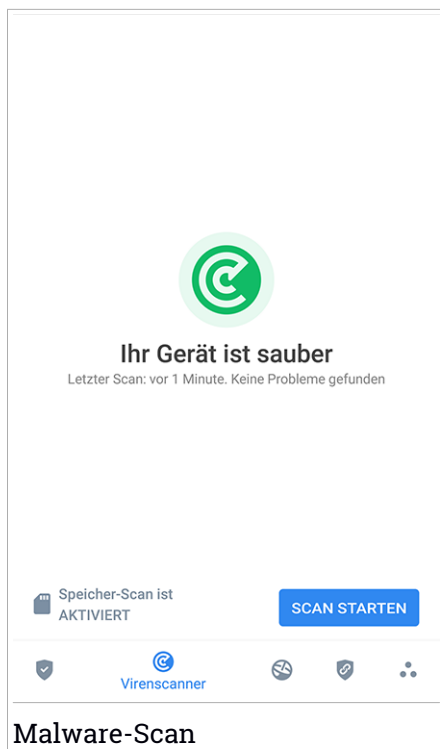 Ihr Gerät ist sauber
Letzter Scan: vor 1 Minute. Keine Probleme gefunden
Speicher-Scan ist
AKTIVIERT
SCAN STARTEN
Virenscanner
Malware-Scan